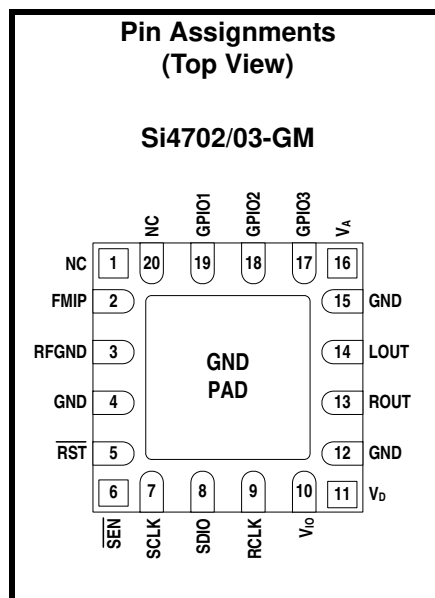 Pin Assignments
(Top View)
Si4702/03-GM
NC
GPIO1
GPIO2
GPIO3
VA
NC 1 20 19 18 17 16
FMIP 2 15 GND
RFGND 3 14 LOUT
GND
PAD
GND 4 13 ROUT
RST 5 12 GND
6 7 8 9 10 11 VD
SEN
SCLK
SDIO
RCLK
VIO